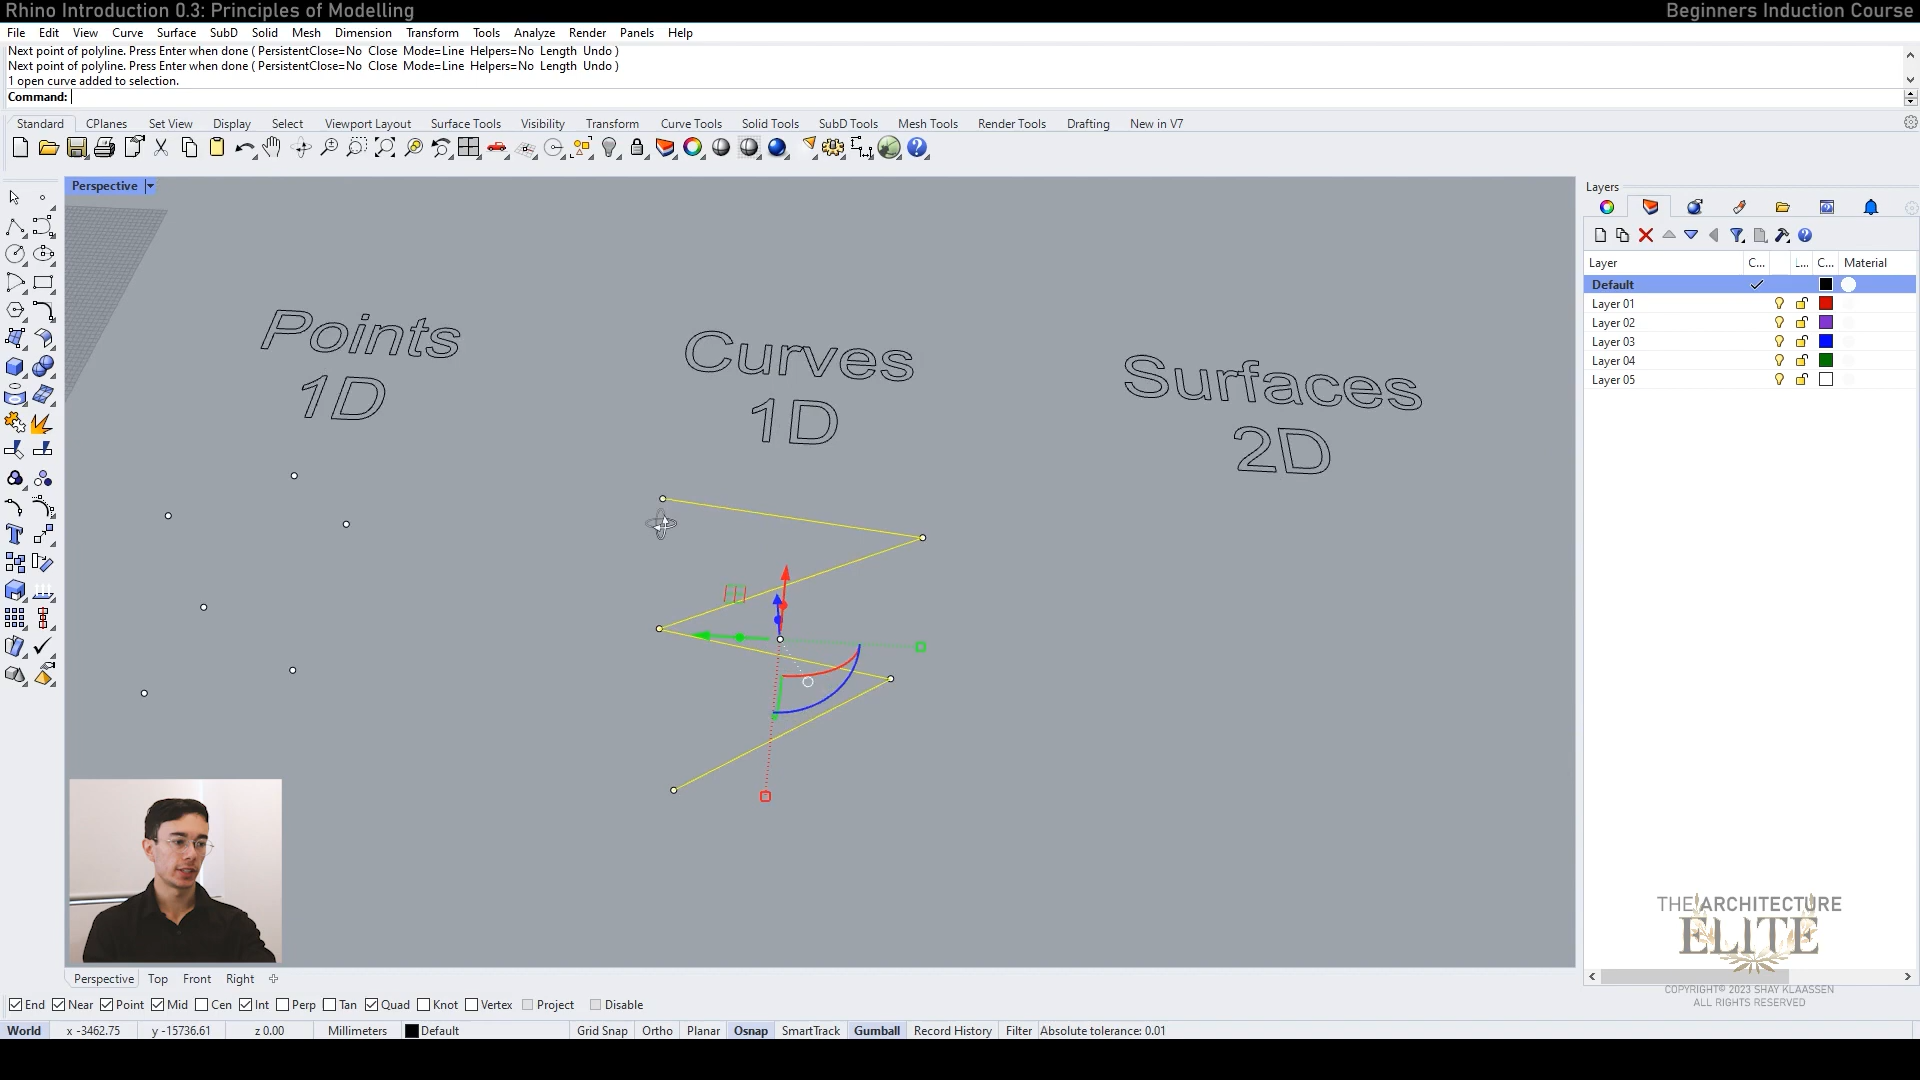 Rhino Introduction 0.3: Principles of Modelling
Beginners Induction Course
File Edit View Curve Surface SubD Solid Mesh Dimension Transform Tools Analyze Render Panels Help
Next point of polyline. Press Enter when done ( PersistentClose=No Close Mode=Line Helpers=No Length Undo )
Next point of polyline. Press Enter when done ( PersistentClose=No Close Mode=Line Helpers=No Length Undo )
1 open curve added to selection.
Command:
Standard CPlanes Set View Display Select Viewport Layout Surface Tools Visibility Transform Curve Tools Solid Tools SubD Tools Mesh Tools Render Tools Drafting New in V7
Perspective
Layers
Layer C... L... C... Material
Default
Layer 01
Layer 02
Layer 03
Layer 04
Layer 05
Points
1D
Curves
1D
Surfaces
2D
THE ARCHITECTURE
ELITE
COPYRIGHT© 2023 SHAY KLAASSEN
ALL RIGHTS RESERVED
Perspective Top Front Right
End Near Point Mid Cen Int Perp Tan Quad Knot Vertex Project Disable
World x -3462.75 y -15736.61 z 0.00 Millimeters Default Grid Snap Ortho Planar Osnap SmartTrack Gumball Record History Filter Absolute tolerance: 0.01